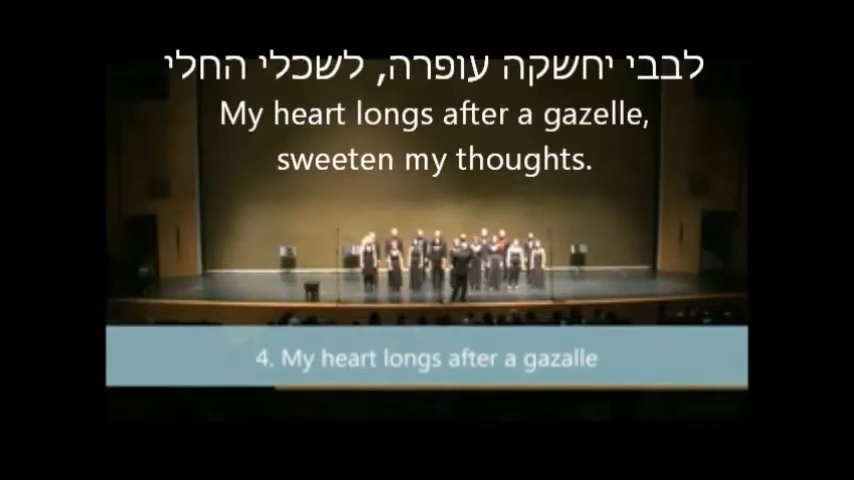 לבבי יחשקה עופרה, לשכלי החלי
My heart longs after a gazelle,
sweeten my thoughts.
4. My heart longs after a gazalle